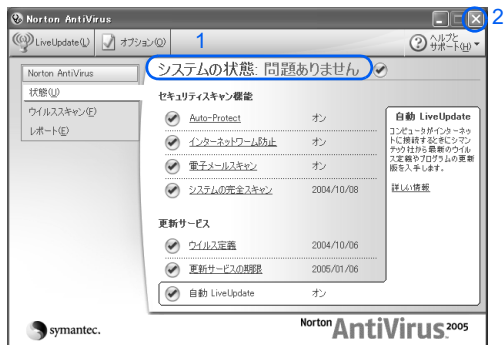 Norton AntiVirus
2
LiveUpdate(L) オプション(O)
1
ヘルプと
サポート(H)
Norton AntiVirus
状態(U)
ウイルススキャン(E)
レポート(E)
システムの状態: 問題ありません
セキュリティスキャン機能
Auto-Protect オン
インターネットワーム防止 オン
電子メールスキャン オン
システムの完全スキャン 2004/10/08
更新サービス
ウイルス定義 2004/10/06
更新サービスの期限 2005/01/06
自動 LiveUpdate オン
自動 LiveUpdate
コンピュータがインターネッ
トに接続するときにシマン
テック社から最新のウイル
ス定義やプログラムの更新
版を入手します。
詳しい情報
symantec.
Norton AntiVirus 2005